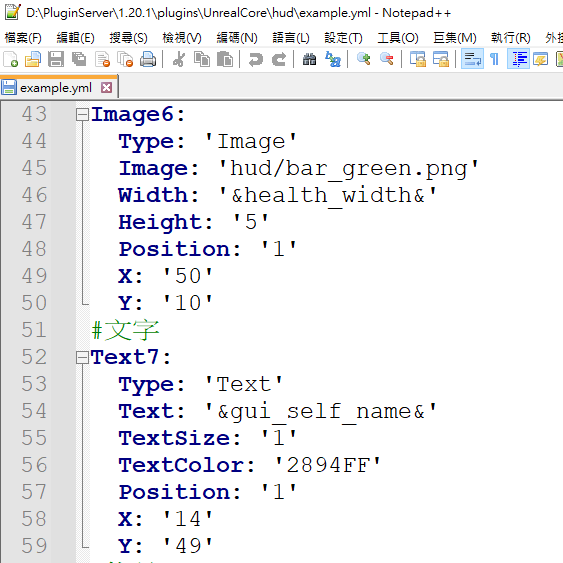 D:\PluginServer\1.20.1\plugins\UnrealCore\hud\example.yml - Notepad++
檔案(F) 編輯(E) 搜尋(S) 檢視(V) 編碼(N) 語言(L) 設定(T) 工具(O) 巨集(M) 執行(R) 外掛
example.yml
43 Image6:
44 Type: 'Image'
45 Image: 'hud/bar_green.png'
46 Width: '&health_width&'
47 Height: '5'
48 Position: '1'
49 X: '50'
50 Y: '10'
51 #文字
52 Text7:
53 Type: 'Text'
54 Text: '&gui_self_name&'
55 TextSize: '1'
56 TextColor: '2894FF'
57 Position: '1'
58 X: '14'
59 Y: '49'